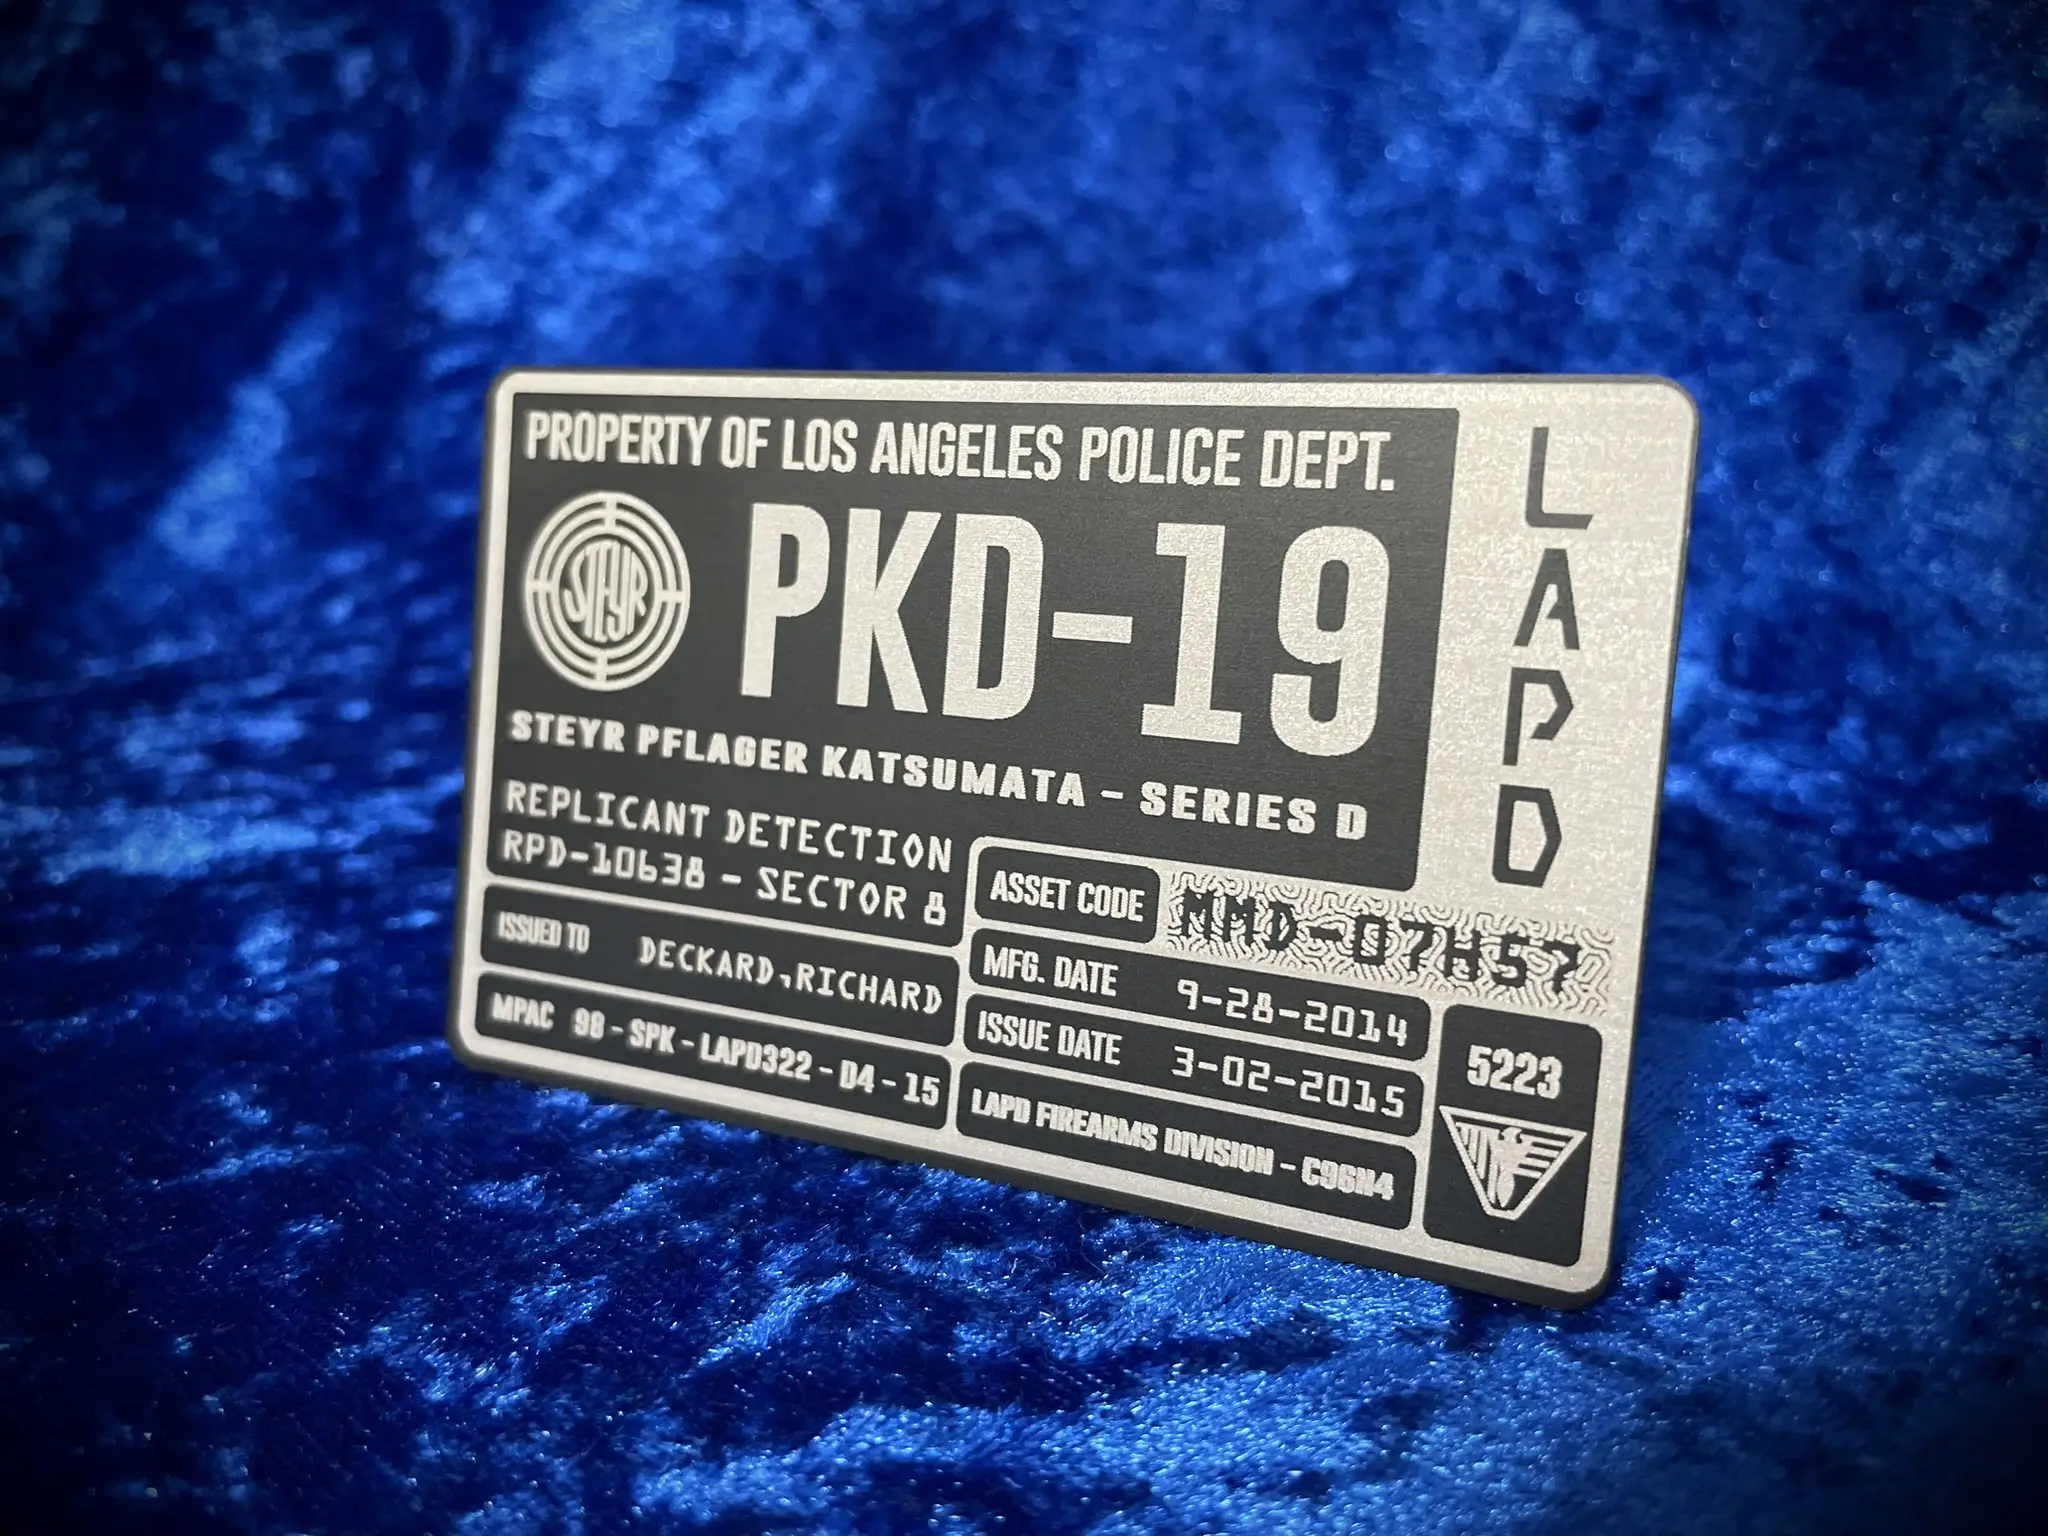 PROPERTY OF LOS ANGELES POLICE DEPT.
STEYR
PKD-19
STEYR PFLAGER KATSUMATA - SERIES D
LAPD
REPLICANT DETECTION
RPD-10638 - SECTOR 8
ASSET CODE MMD-07H57
ISSUED TO DECKARD,RICHARD
MFG. DATE 9-28-2014
ISSUE DATE 3-02-2015
MPAC 98 - SPK - LAPD322 - D4 - 15
LAPD FIREARMS DIVISION - C96N4
5223